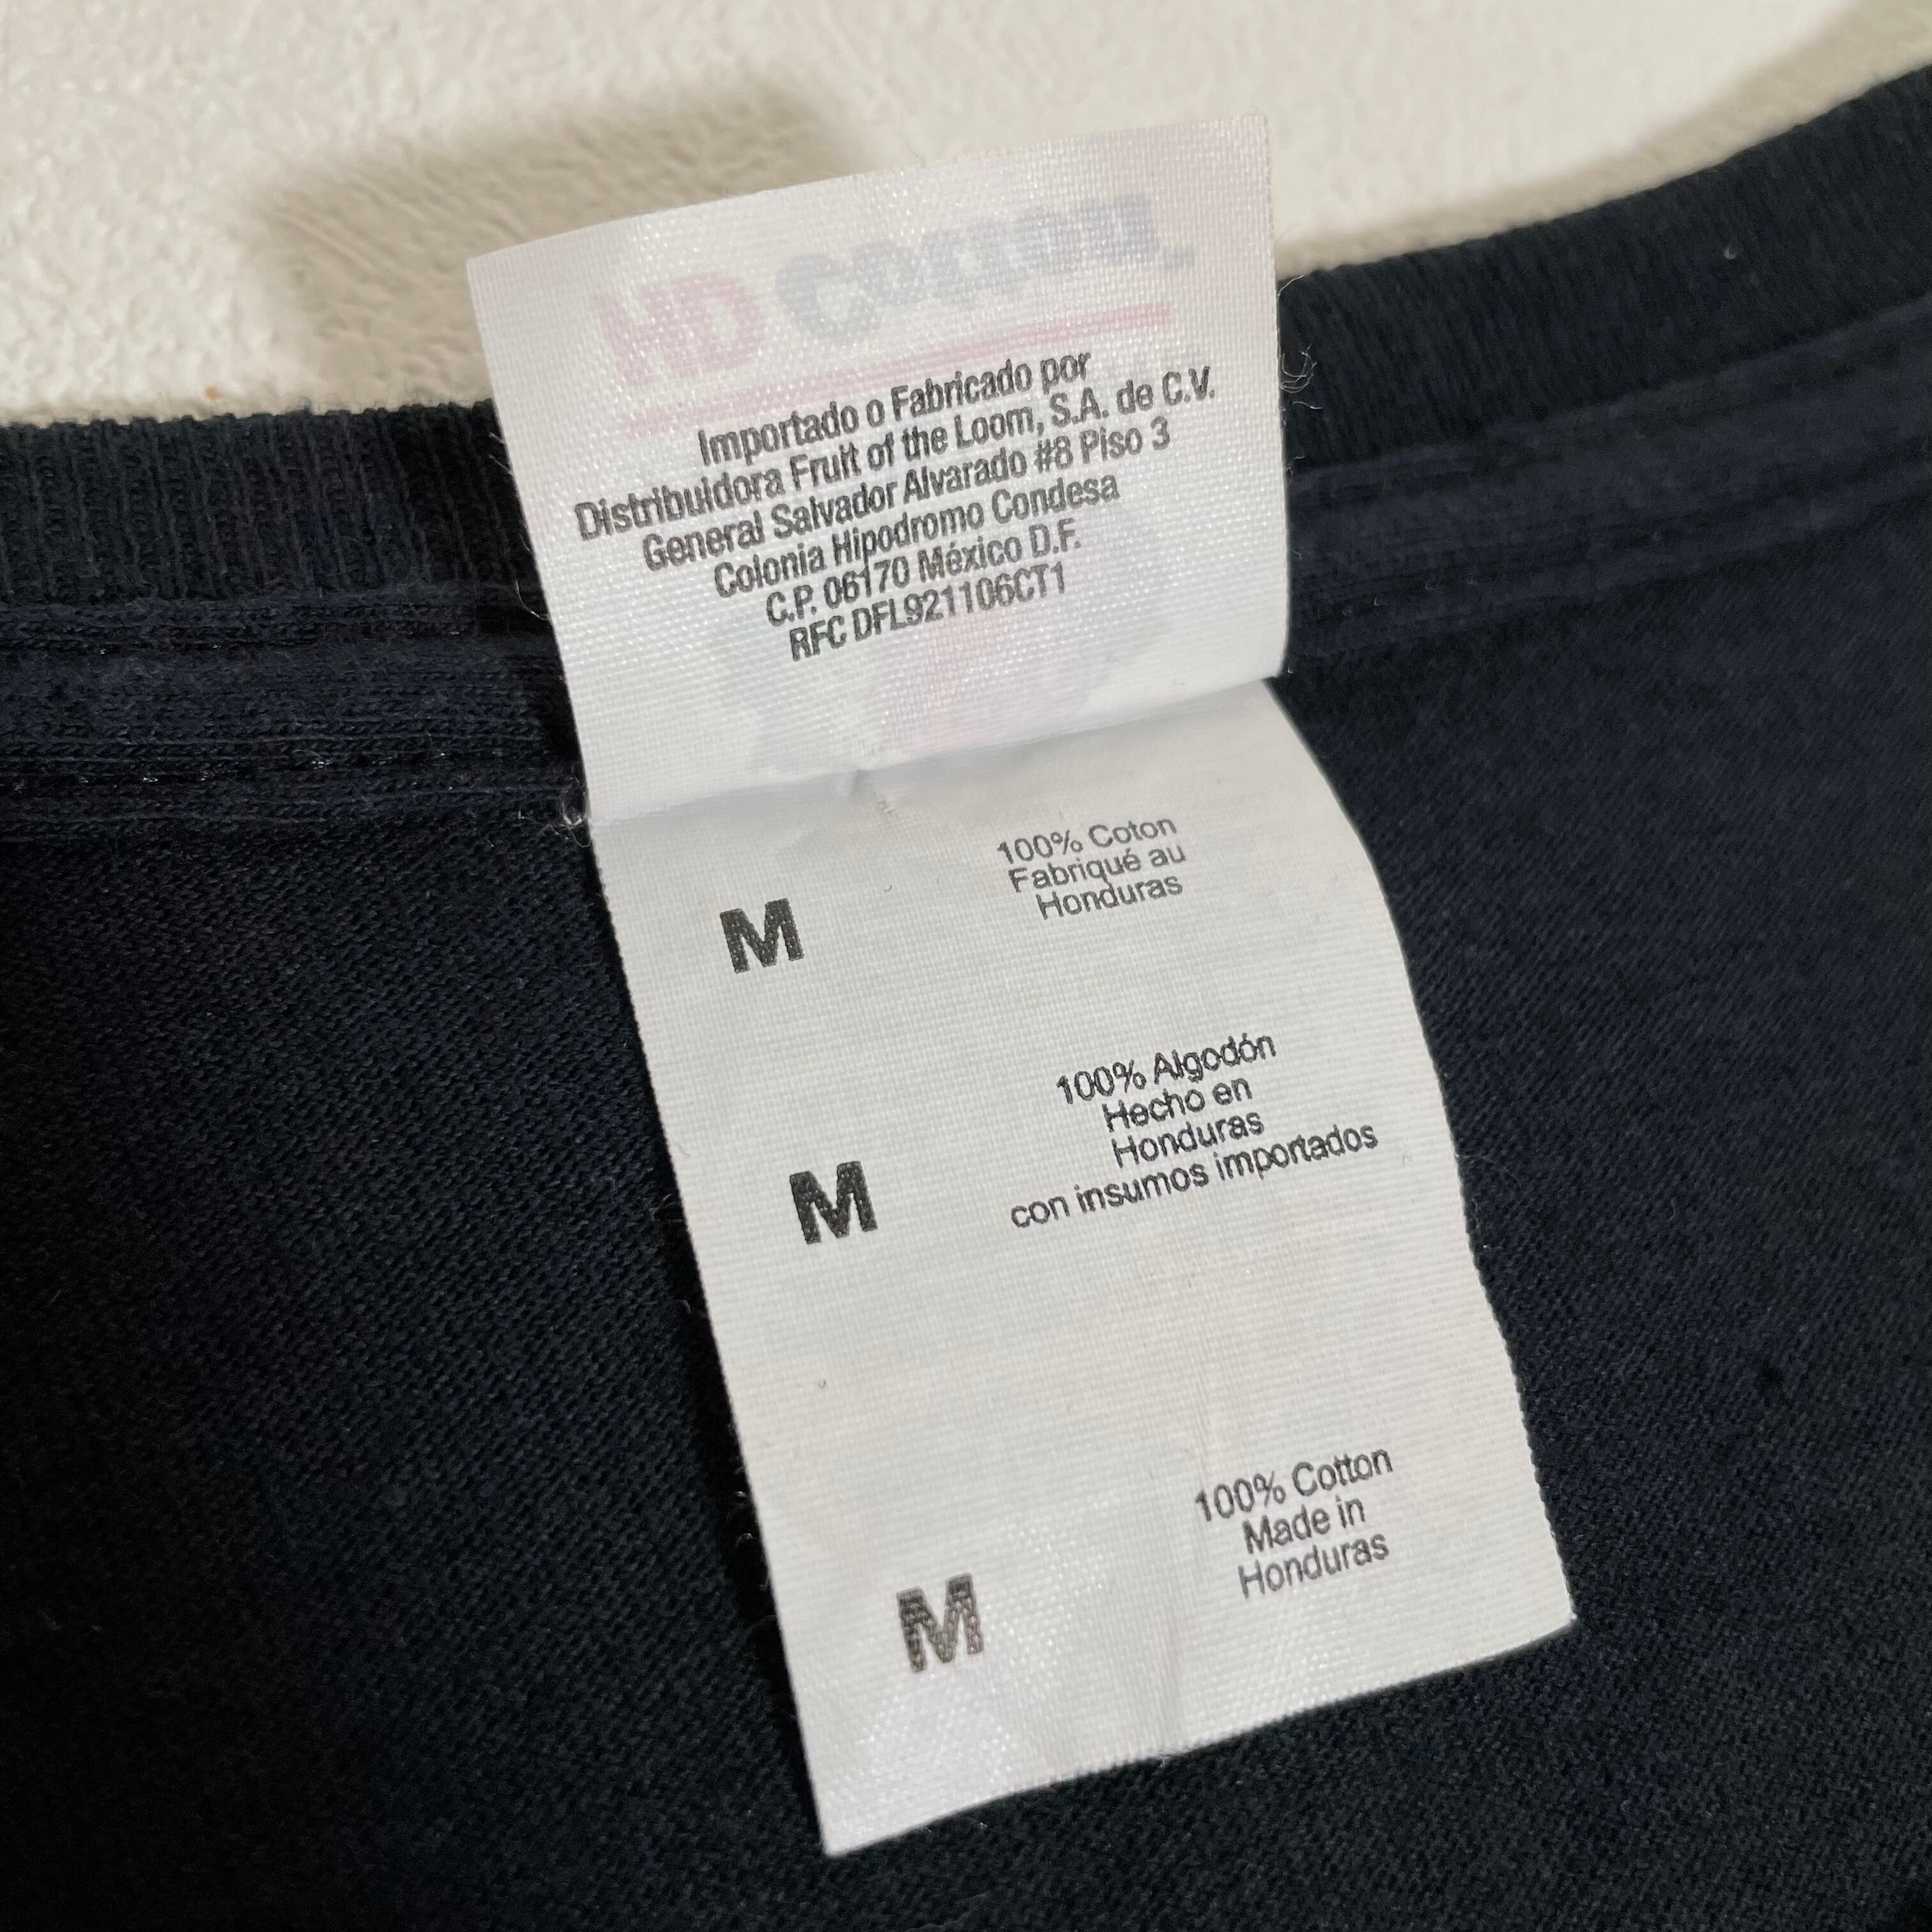 HD Cotton
Importado o Fabricado por
Distribuidora Fruit of the Loom, S.A. de C.V.
General Salvador Alvarado #8 Piso 3
Colonia Hipodromo Condesa
C.P. 06170 México D.F.
RFC DFL921106CT1
M
100% Coton
Fabriqué au
Honduras
M
100% Algodón
Hecho en
Honduras
con insumos importados
M
100% Cotton
Made in
Honduras